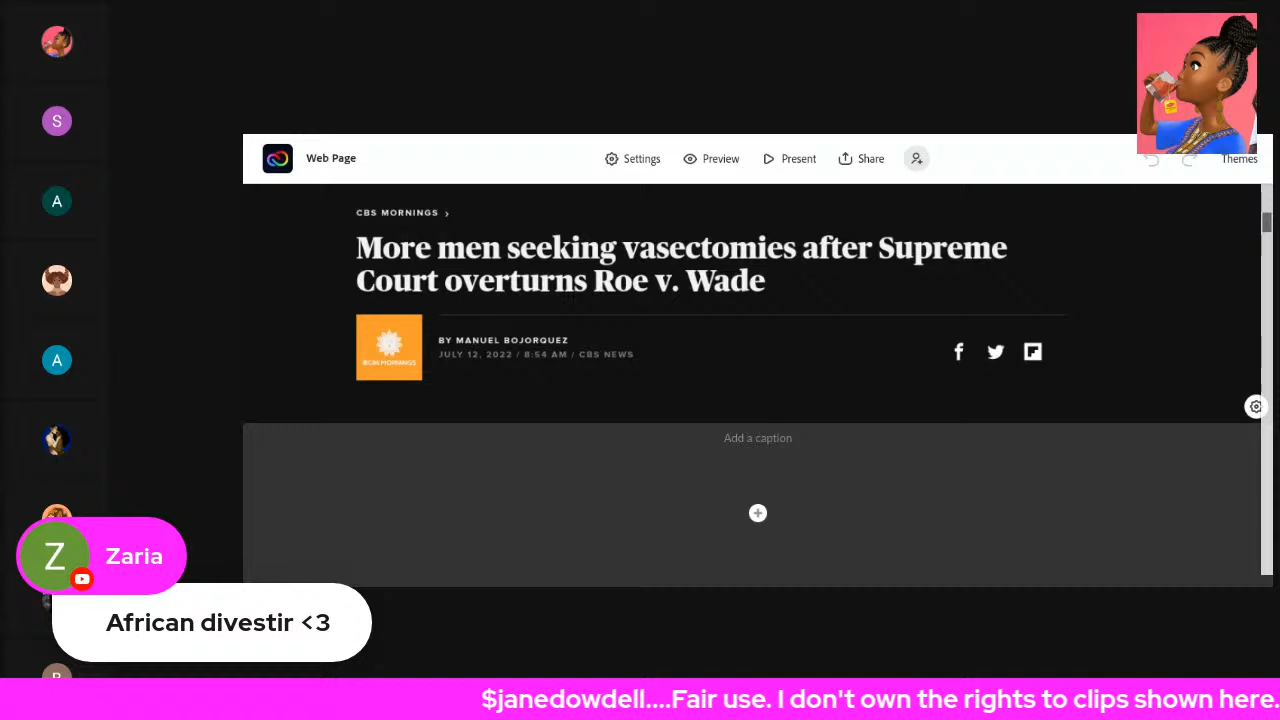 S
Web Page
Settings
Preview
Present
Share
Themes
A
CBS MORNINGS ›
More men seeking vasectomies after Supreme
Court overturns Roe v. Wade
BY MANUEL BOJORQUEZ
JULY 12, 2022 / 8:54 AM / CBS NEWS
A
Add a caption
Z
Zaria
African divestir <3
$janedowdell....Fair use. I don't own the rights to clips shown here.